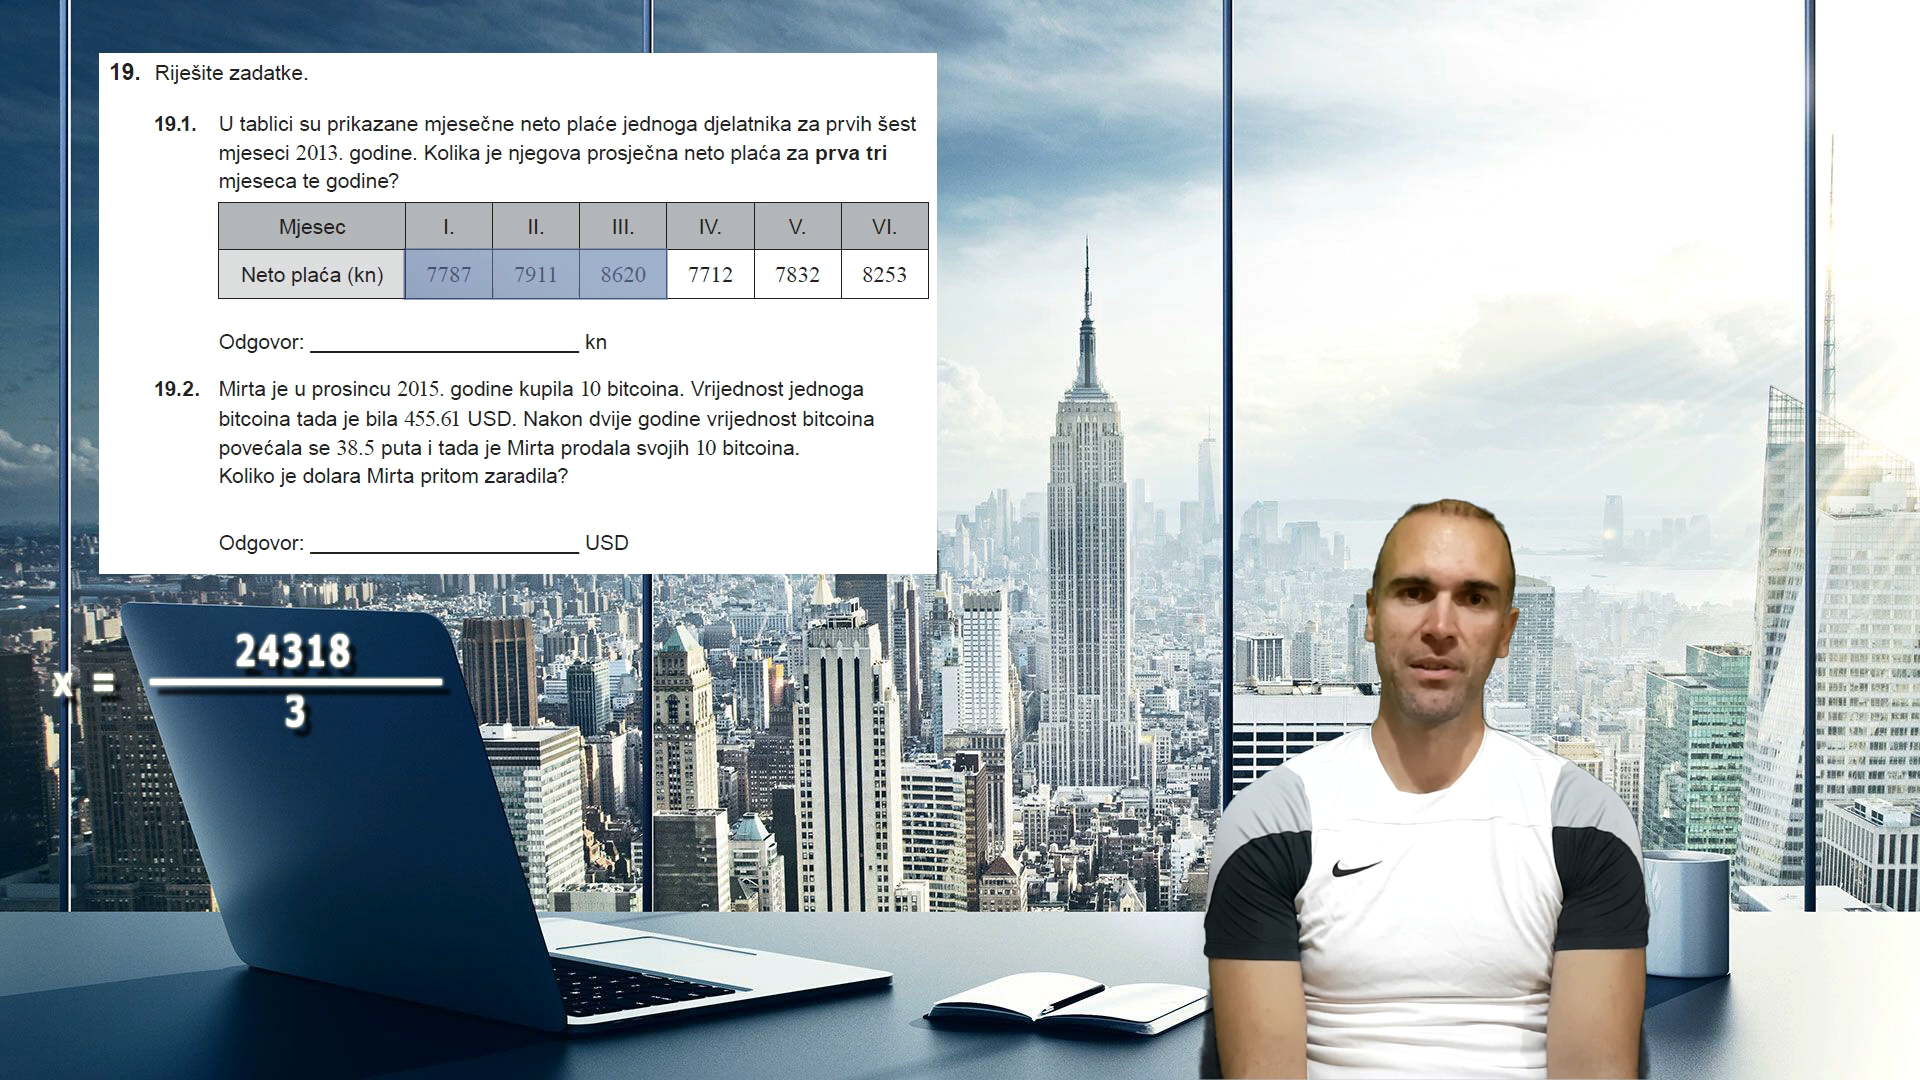 19. Riješite zadatke.
19.1. U tablici su prikazane mjesečne neto plaće jednoga djelatnika za prvih šest
mjeseci 2013. godine. Kolika je njegova prosječna neto plaća za prva tri
mjeseca te godine?
Mjesec I. II. III. IV. V. VI.
Neto plaća (kn) 7787 7911 8620 7712 7832 8253
Odgovor: ________________________ kn
19.2. Mirta je u prosincu 2015. godine kupila 10 bitcoina. Vrijednost jednoga
bitcoina tada je bila 455.61 USD. Nakon dvije godine vrijednost bitcoina
povećala se 38.5 puta i tada je Mirta prodala svojih 10 bitcoina.
Koliko je dolara Mirta pritom zaradila?
Odgovor: ________________________ USD
24318
x =
3